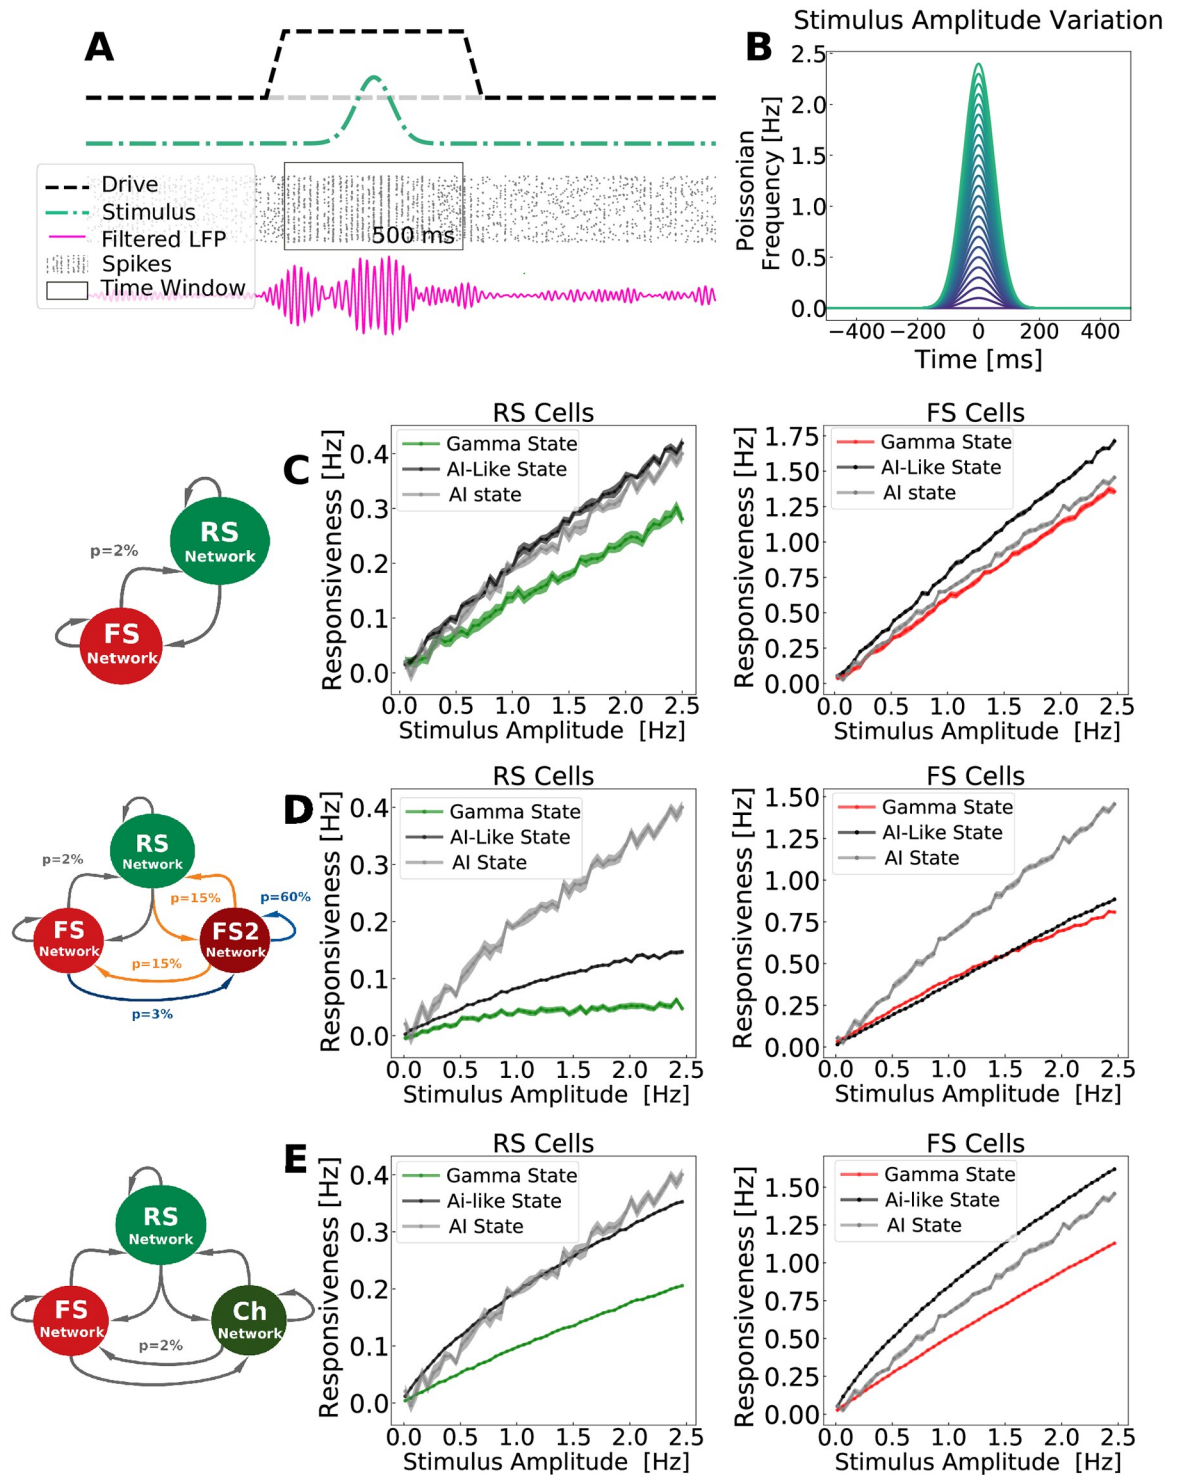 A
Drive
Stimulus
Filtered LFP
Spikes
Time Window
500 ms
B
Stimulus Amplitude Variation
Poissonian
Frequency [Hz]
2.5
2.0
1.5
1.0
0.5
0.0
−400 −200 0 200 400
Time [ms]
C
RS
Network
p=2%
FS
Network
RS Cells
Responsiveness [Hz]
Gamma State
AI-Like State
AI state
0.4
0.3
0.2
0.1
0.0
0.0 0.5 1.0 1.5 2.0 2.5
Stimulus Amplitude [Hz]
FS Cells
Responsiveness [Hz]
Gamma State
AI-Like State
AI state
1.75
1.50
1.25
1.00
0.75
0.50
0.25
0.00
0.0 0.5 1.0 1.5 2.0 2.5
Stimulus Amplitude [Hz]
D
RS
Network
p=2%
p=15%
p=60%
FS
Network
FS2
Network
p=15%
p=3%
RS Cells
Responsiveness [Hz]
Gamma State
AI-Like State
AI State
0.4
0.3
0.2
0.1
0.0
0.0 0.5 1.0 1.5 2.0 2.5
Stimulus Amplitude [Hz]
FS Cells
Responsiveness [Hz]
Gamma State
AI-Like State
AI State
1.50
1.25
1.00
0.75
0.50
0.25
0.00
0.0 0.5 1.0 1.5 2.0 2.5
Stimulus Amplitude [Hz]
E
RS
Network
FS
Network
Ch
Network
p=2%
RS Cells
Responsiveness [Hz]
Gamma State
Ai-like State
AI State
0.4
0.3
0.2
0.1
0.0
0.0 0.5 1.0 1.5 2.0 2.5
Stimulus Amplitude [Hz]
FS Cells
Responsiveness [Hz]
Gamma State
Ai-like State
AI State
1.50
1.25
1.00
0.75
0.50
0.25
0.00
0.0 0.5 1.0 1.5 2.0 2.5
Stimulus Amplitude [Hz]